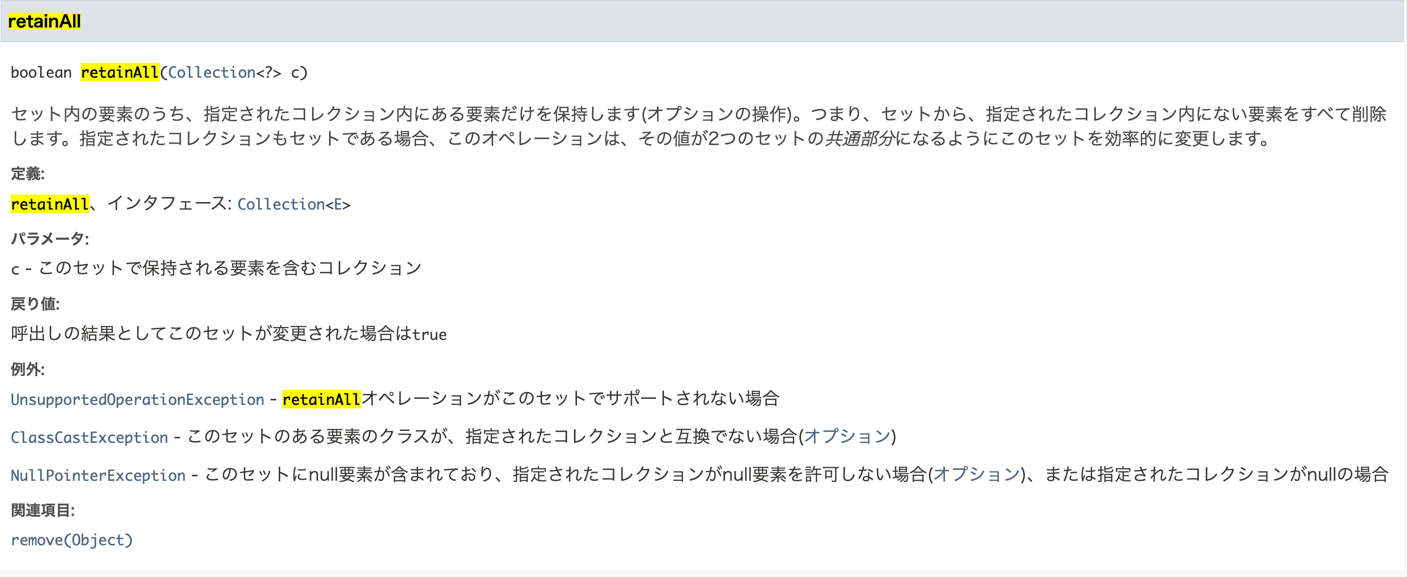 retainAll
boolean retainAll(Collection<?> c)
セット内の要素のうち、指定されたコレクション内にある要素だけを保持します(オプションの操作)。つまり、セットから、指定されたコレクション内にない要素をすべて削除
します。指定されたコレクションもセットである場合、このオペレーションは、その値が2つのセットの共通部分になるようにこのセットを効率的に変更します。
定義:
retainAll、インタフェース: Collection<E>
パラメータ:
c - このセットで保持される要素を含むコレクション
戻り値:
呼出しの結果としてこのセットが変更された場合はtrue
例外:
UnsupportedOperationException - retainAllオペレーションがこのセットでサポートされない場合
ClassCastException - このセットのある要素のクラスが、指定されたコレクションと互換でない場合(オプション)
NullPointerException - このセットにnull要素が含まれており、指定されたコレクションがnull要素を許可しない場合(オプション)、または指定されたコレクションがnullの場合
関連項目:
remove(Object)